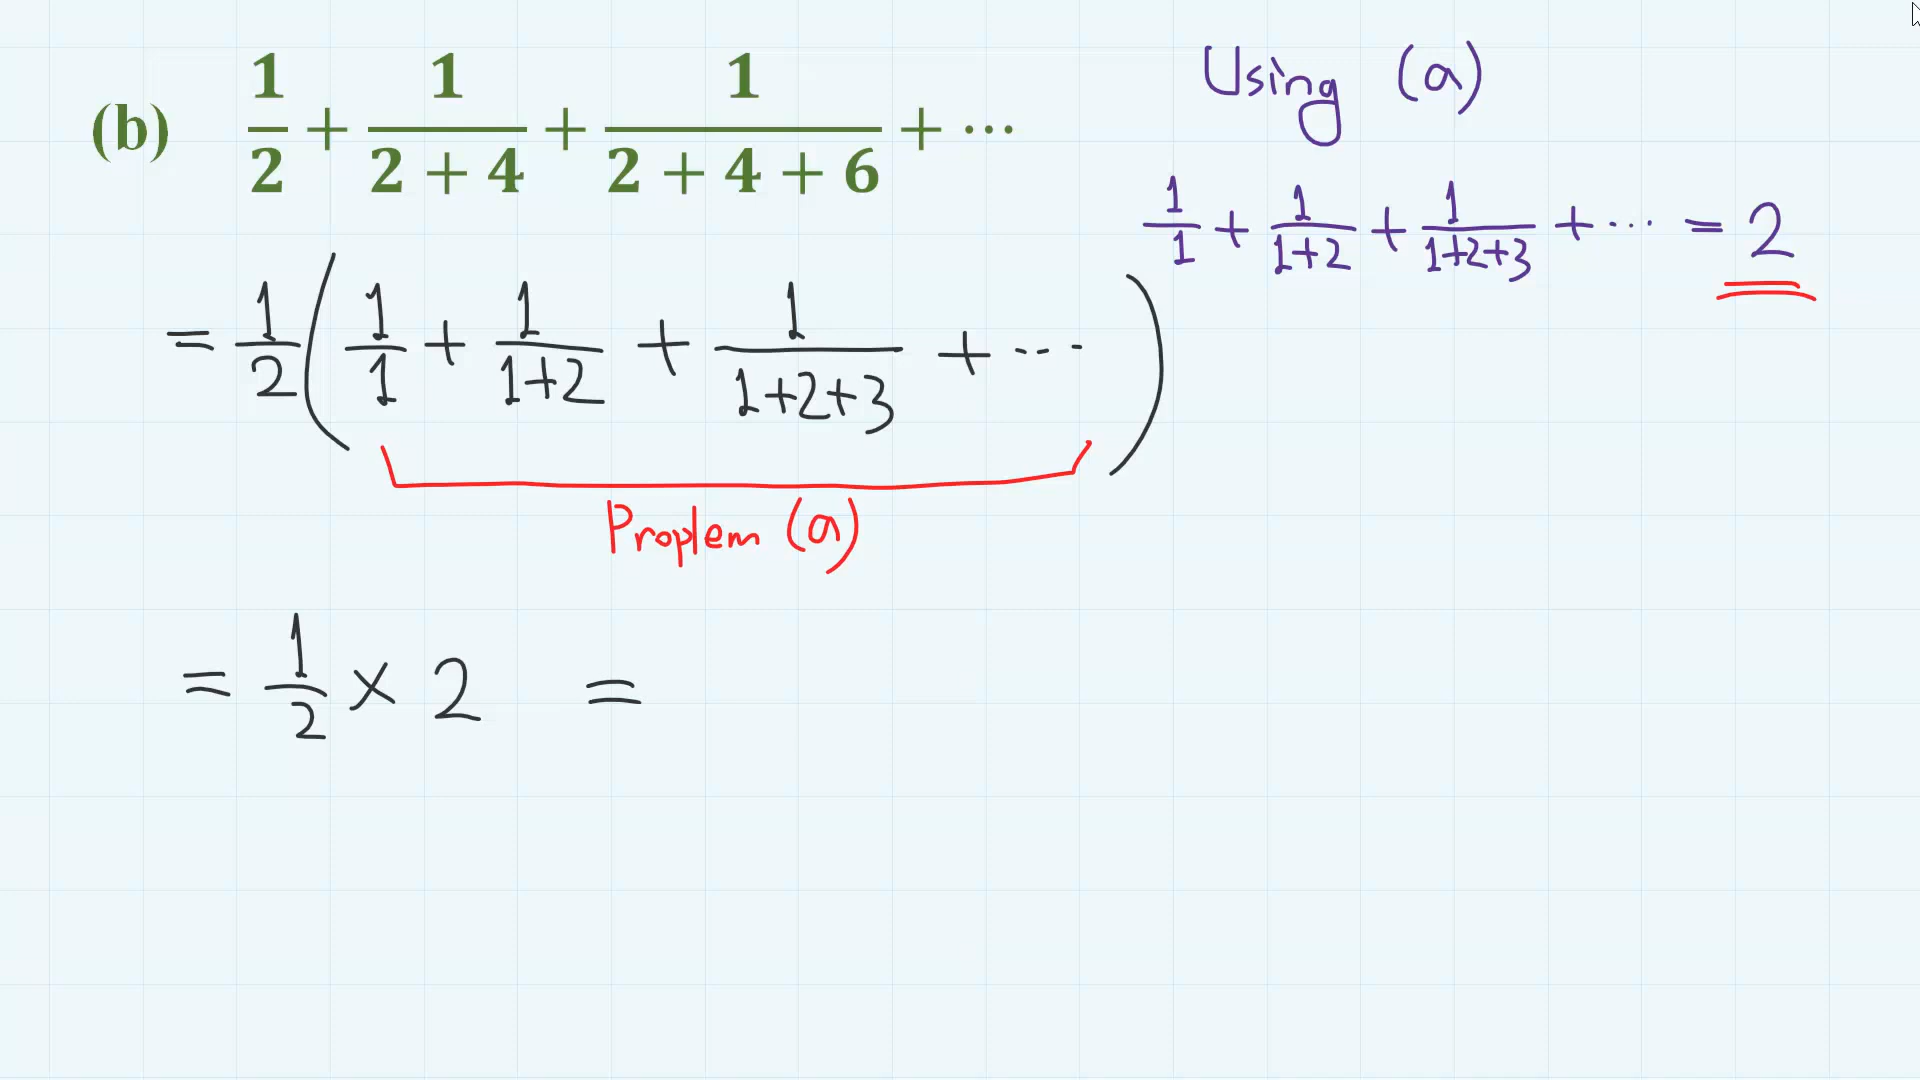 (b) 1/2 + 1/(2 + 4) + 1/(2 + 4 + 6) + ⋯
Using (a)
1/1 + 1/(1+2) + 1/(1+2+3) + ⋯ = 2
= 1/2 ( 1/1 + 1/(1+2) + 1/(1+2+3) + ⋯ )
Proplem (a)
= 1/2 × 2 =